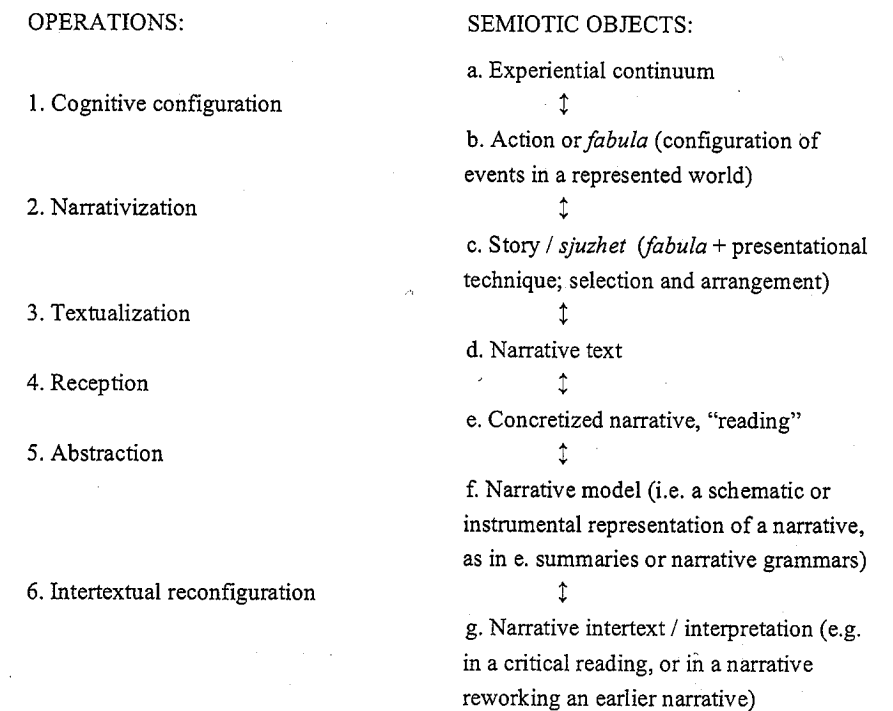 OPERATIONS:
SEMIOTIC OBJECTS:
a. Experiential continuum
1. Cognitive configuration
↕
b. Action or fabula (configuration of
events in a represented world)
2. Narrativization
↕
c. Story / sjuzhet (fabula + presentational
technique; selection and arrangement)
3. Textualization
↕
d. Narrative text
4. Reception
↕
e. Concretized narrative, “reading”
5. Abstraction
↕
f. Narrative model (i.e. a schematic or
instrumental representation of a narrative,
as in e. summaries or narrative grammars)
6. Intertextual reconfiguration
↕
g. Narrative intertext / interpretation (e.g.
in a critical reading, or in a narrative
reworking an earlier narrative)